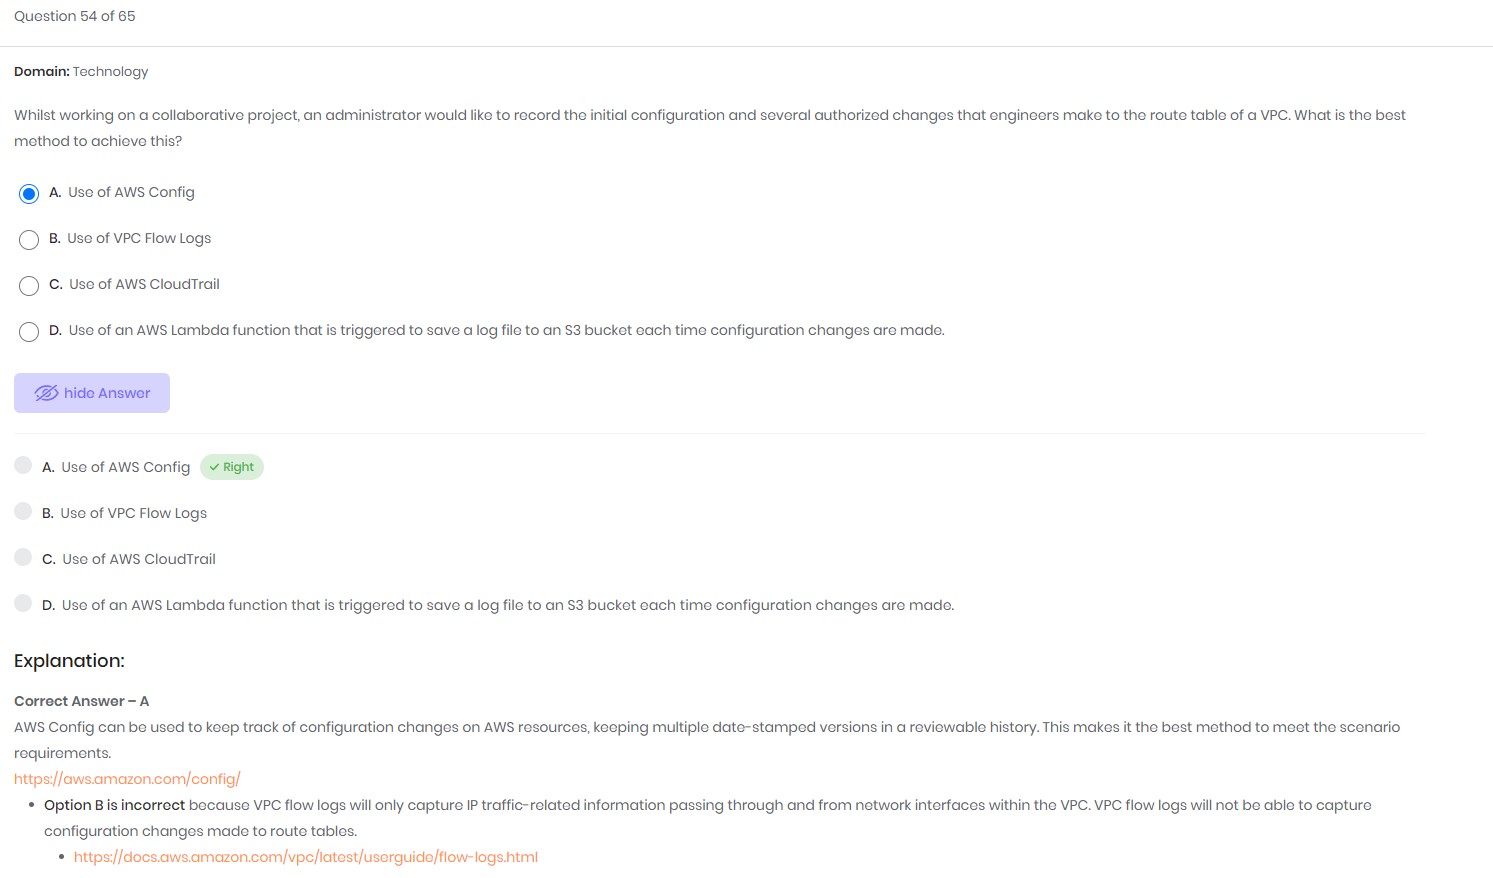 Question 54 of 65
Domain: Technology
Whilst working on a collaborative project, an administrator would like to record the initial configuration and several authorized changes that engineers make to the route table of a VPC. What is the best
method to achieve this?
A. Use of AWS Config
B. Use of VPC Flow Logs
C. Use of AWS CloudTrail
D. Use of an AWS Lambda function that is triggered to save a log file to an S3 bucket each time configuration changes are made.
hide Answer
A. Use of AWS Config ✓ Right
B. Use of VPC Flow Logs
C. Use of AWS CloudTrail
D. Use of an AWS Lambda function that is triggered to save a log file to an S3 bucket each time configuration changes are made.
Explanation:
Correct Answer – A
AWS Config can be used to keep track of configuration changes on AWS resources, keeping multiple date-stamped versions in a reviewable history. This makes it the best method to meet the scenario
requirements.
https://aws.amazon.com/config/
• Option B is incorrect because VPC flow logs will only capture IP traffic-related information passing through and from network interfaces within the VPC. VPC flow logs will not be able to capture
configuration changes made to route tables.
• https://docs.aws.amazon.com/vpc/latest/userguide/flow-logs.html